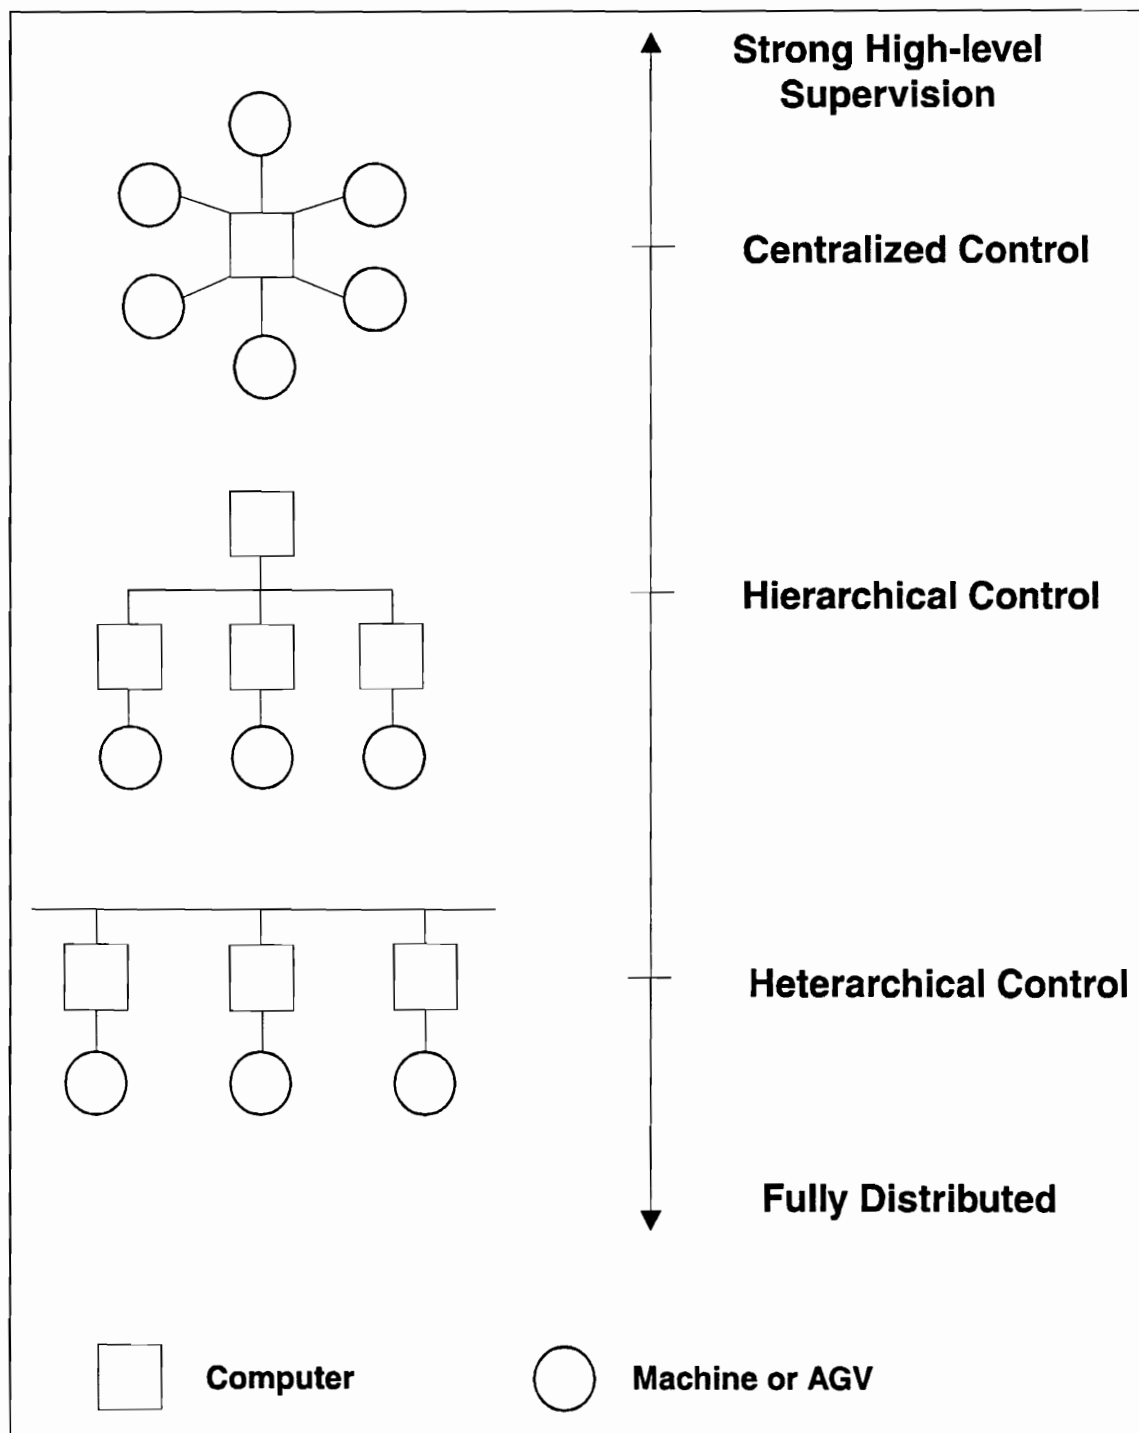 Strong High-level
Supervision
Centralized Control
Hierarchical Control
Heterarchical Control
Fully Distributed
Computer
Machine or AGV